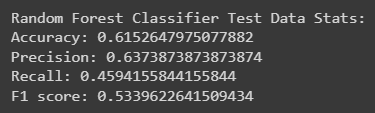 Random Forest Classifier Test Data Stats:
Accuracy: 0.6152647975077882
Precision: 0.6373873873873874
Recall: 0.4594155844155844
F1 score: 0.5339622641509434